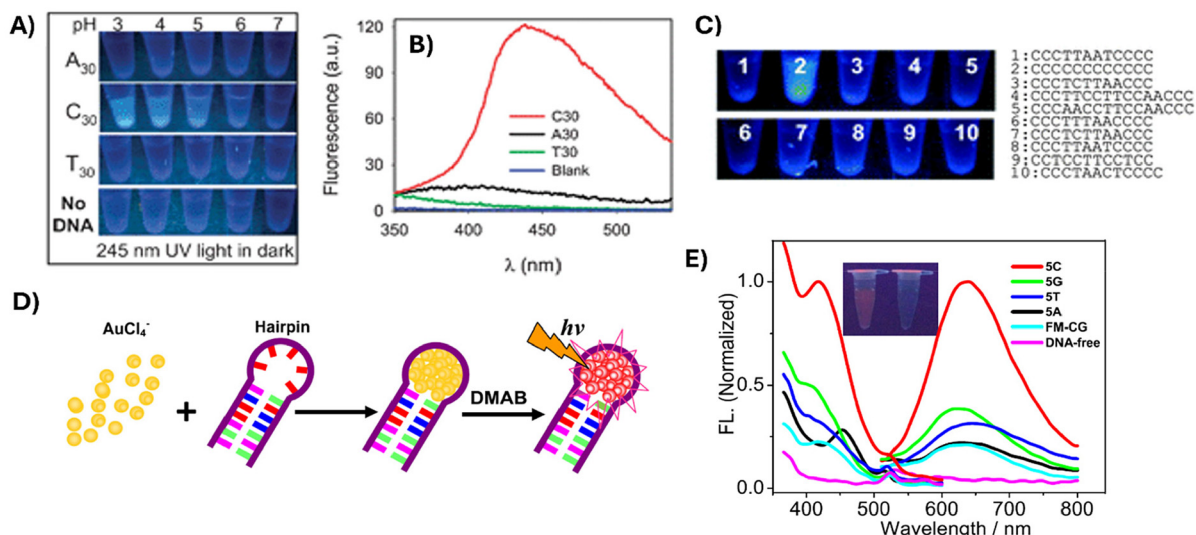 A)
pH
3 4 5 6 7
A30
C30
T30
No DNA
245 nm UV light in dark
B)
Fluorescence (a.u.)
120
90
60
30
0
C30
A30
T30
Blank
350 400 450 500
λ (nm)
C)
1 2 3 4 5
6 7 8 9 10
1:CCCTTAATCCCC
2:CCCCCCCCCCCC
3:CCCTCTTAACCC
4:CCCTTCCTTCCAACCC
5:CCCAACCTTCCAACCC
6:CCCTTTAACCC
7:CCCTCTTAACCC
8:CCCTTAATCCC
9:CCTCCTTCCTCC
10:CCCTAACTCCCC
D)
AuCl4-
Hairpin
+
DMAB
hv
E)
FL. (Normalized)
1.0
0.5
0.0
5C
5G
5T
5A
FM-CG
DNA-free
400 500 600 700 800
Wavelength / nm